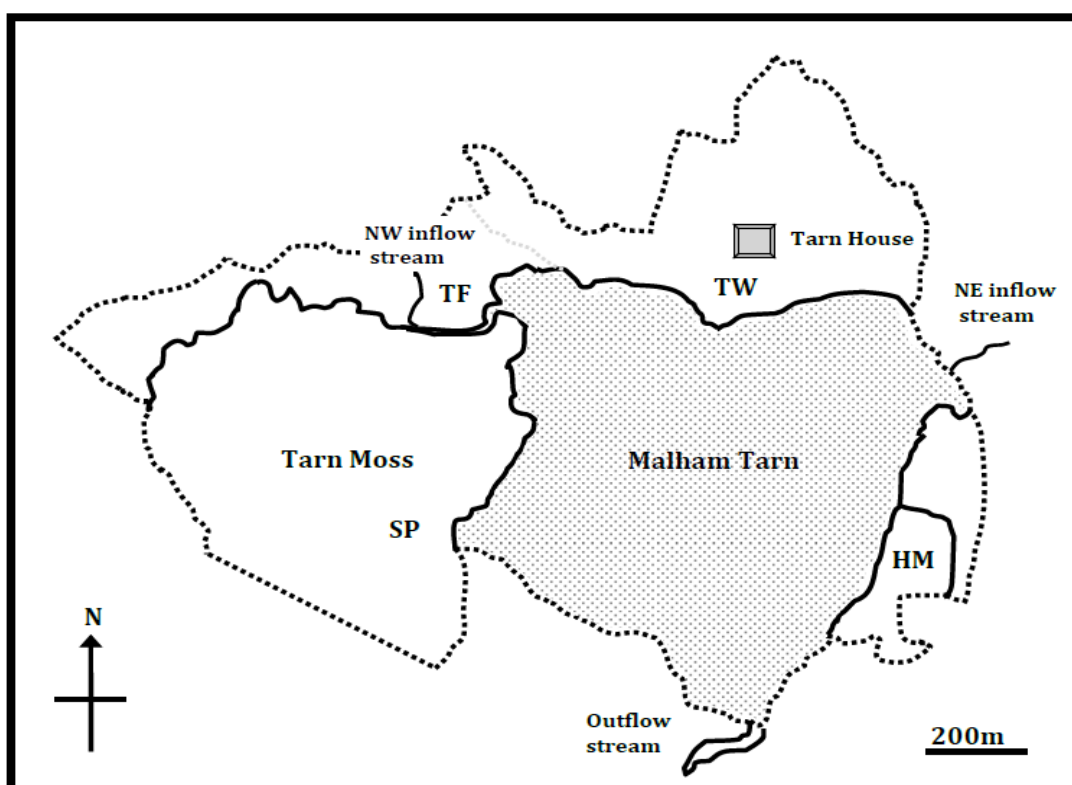 NW inflow
stream
Tarn House
TF
TW
NE inflow
stream
Tarn Moss
Malham Tarn
SP
HM
N
Outflow
stream
200m